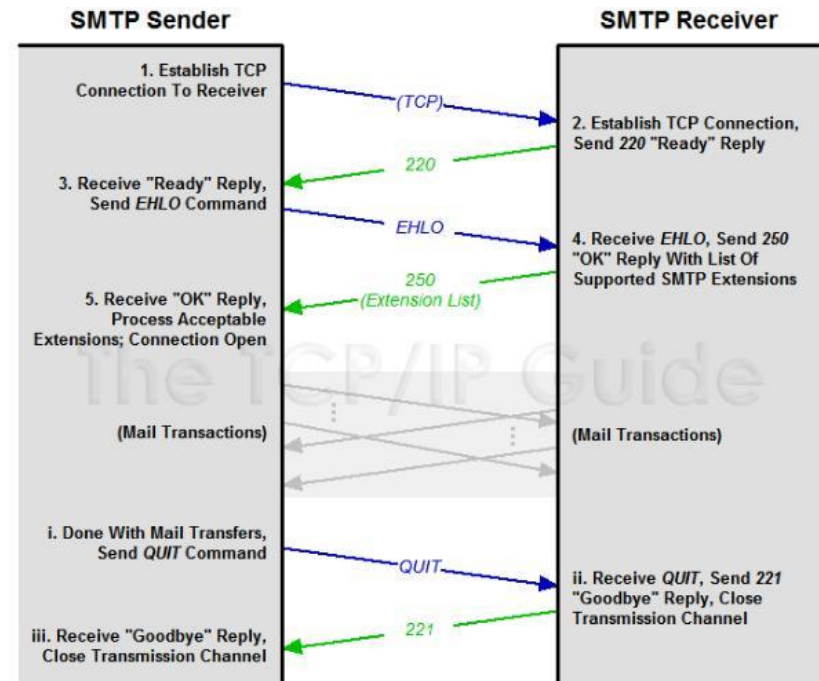 SMTP Sender
SMTP Receiver
1. Establish TCP
Connection To Receiver
(TCP)
2. Establish TCP Connection,
Send 220 "Ready" Reply
220
3. Receive "Ready" Reply,
Send EHLO Command
EHLO
4. Receive EHLO, Send 250
"OK" Reply With List Of
Supported SMTP Extensions
250
(Extension List)
5. Receive "OK" Reply,
Process Acceptable
Extensions; Connection Open
The TCP/IP Guide
(Mail Transactions)
(Mail Transactions)
i. Done With Mail Transfers,
Send QUIT Command
QUIT
ii. Receive QUIT, Send 221
"Goodbye" Reply, Close
Transmission Channel
221
iii. Receive "Goodbye" Reply,
Close Transmission Channel